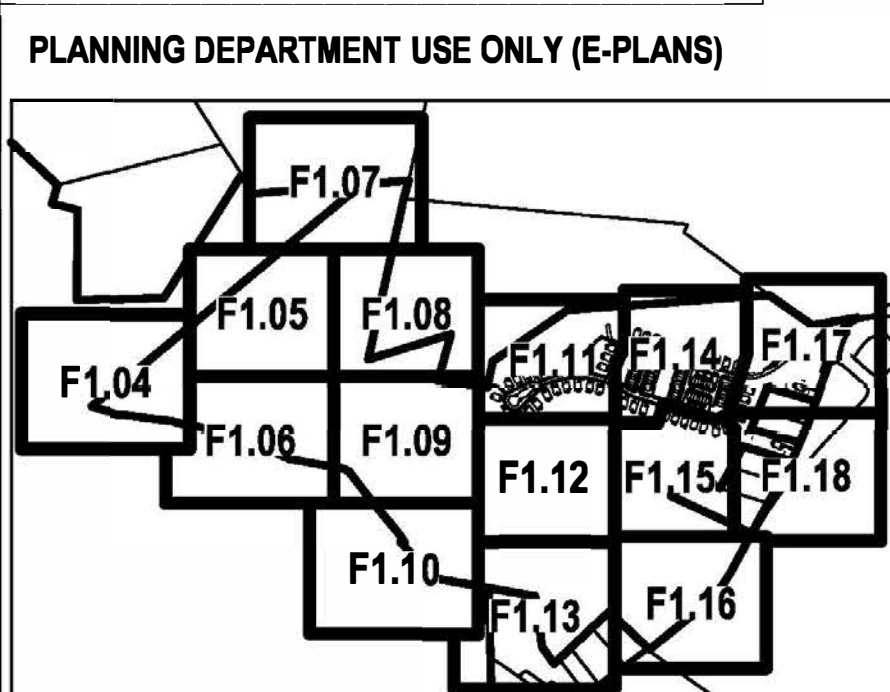 PLANNING DEPARTMENT USE ONLY (E-PLANS)
F1.07
F1.05
F1.08
F1.04
F1.11
F1.14
F1.17
F1.06
F1.09
F1.12
F1.15
F1.18
F1.10
F1.13
F1.16